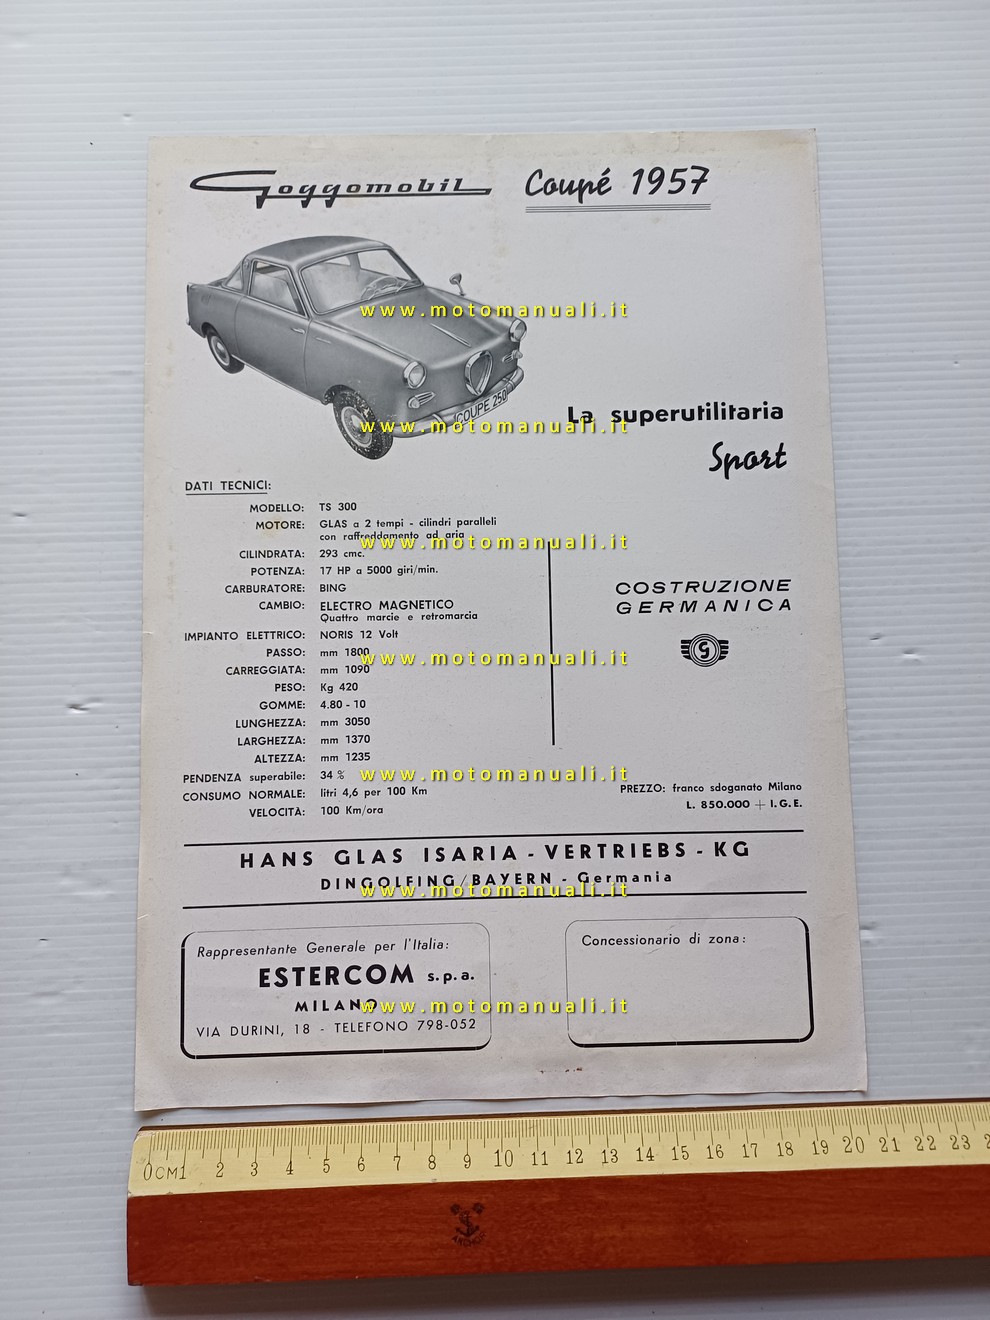 Goggomobil Coupé 1957
COUPE 250
La superutilitaria
Sport
DATI TECNICI:
MODELLO: TS 300
MOTORE: GLAS a 2 tempi - cilindri paralleli
con raffreddamento ad aria
CILINDRATA: 293 cmc.
POTENZA: 17 HP a 5000 giri/min.
CARBURATORE: BING
CAMBIO: ELECTRO MAGNETICO
Quattro marcie e retromarcia
IMPIANTO ELETTRICO: NORIS 12 Volt
PASSO: mm 1800
CARREGGIATA: mm 1090
PESO: Kg 420
GOMME: 4.80 - 10
LUNGHEZZA: mm 3050
LARGHEZZA: mm 1370
ALTEZZA: mm 1235
PENDENZA superabile: 34 %
CONSUMO NORMALE: litri 4,6 per 100 Km
VELOCITÀ: 100 Km/ora
COSTRUZIONE
GERMANICA
G
PREZZO: franco sdoganato Milano
L. 850.000 + I.G.E.
HANS GLAS ISARIA - VERTRIEBS - KG
DINGOLFING/BAYERN - Germania
Rappresentante Generale per l'Italia:
ESTERCOM s.p.a.
MILANO
VIA DURINI, 18 - TELEFONO 798-052
Concessionario di zona:
www.motomanuali.it
www.motomanuali.it
www.motomanuali.it
www.motomanuali.it
www.motomanuali.it
www.motomanuali.it
www.motomanuali.it
0CM1 2 3 4 5 6 7 8 9 10 11 12 13 14 15 16 17 18 19 20 21 22 23
ANCHOR